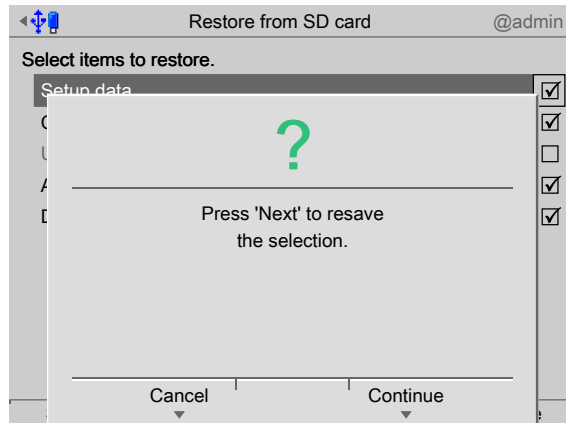 Restore from SD card
@admin
Select items to restore.
Setup data
Press 'Next' to resave
the selection.
Cancel
Continue